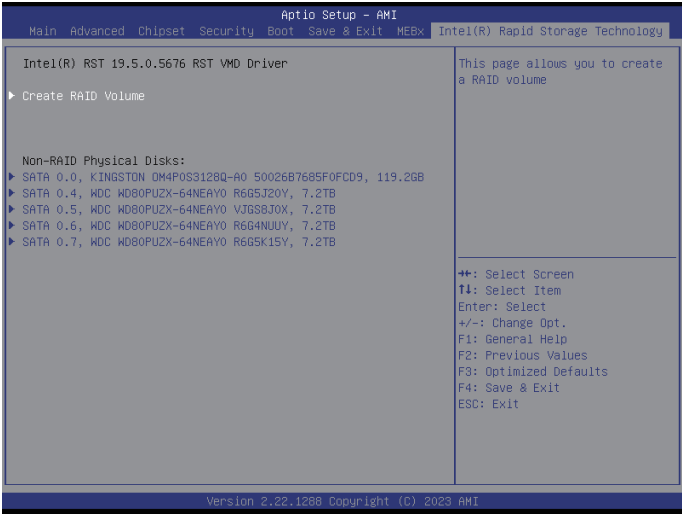 Aptio Setup - AMI
Main Advanced Chipset Security Boot Save & Exit MEBx Intel(R) Rapid Storage Technology
Intel(R) RST 19.5.0.5676 RST VMD Driver
Create RAID Volume
Non-RAID Physical Disks:
SATA 0.0, KINGSTON OM4P0S3128Q-A0 50026B7685F0FCD9, 119.2GB
SATA 0.4, WDC WD80PUZX-64NEAY0 R6G5J20Y, 7.2TB
SATA 0.5, WDC WD80PUZX-64NEAY0 VJGS8J0X, 7.2TB
SATA 0.6, WDC WD80PUZX-64NEAY0 R6G4NUUY, 7.2TB
SATA 0.7, WDC WD80PUZX-64NEAY0 R6G5K15Y, 7.2TB
This page allows you to create
a RAID volume
→←: Select Screen
↑↓: Select Item
Enter: Select
+/-: Change Opt.
F1: General Help
F2: Previous Values
F3: Optimized Defaults
F4: Save & Exit
ESC: Exit
Version 2.22.1288 Copyright (C) 2023 AMI